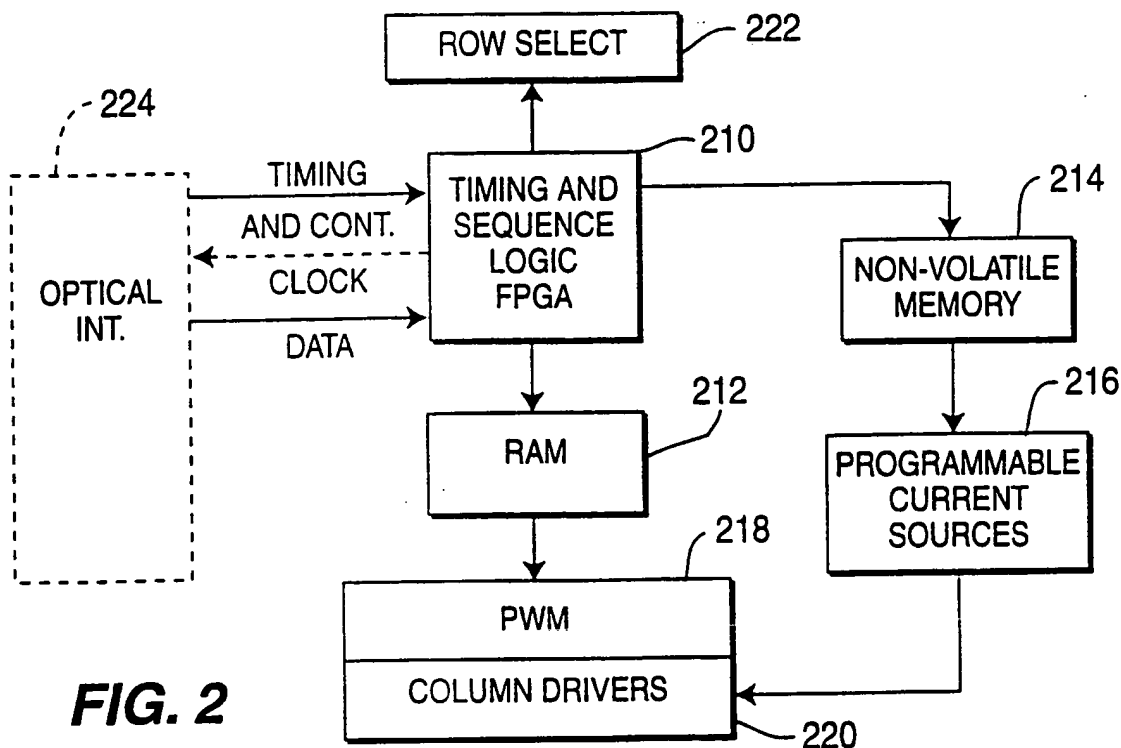 ROW SELECT
222
224
210
TIMING
AND CONT.
CLOCK
DATA
OPTICAL
INT.
TIMING AND
SEQUENCE
LOGIC
FPGA
214
NON-VOLATILE
MEMORY
212
RAM
216
PROGRAMMABLE
CURRENT
SOURCES
218
PWM
COLUMN DRIVERS
220
FIG. 2